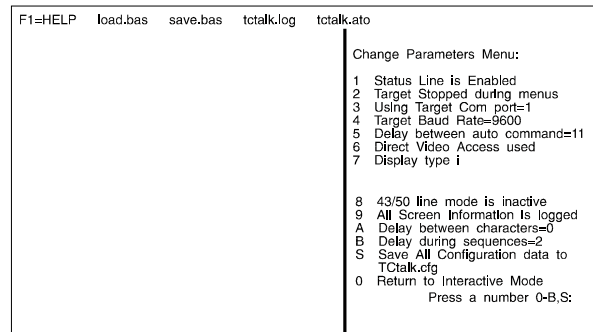 F1=HELP load.bas save.bas tctalk.log tctalk.ato
Change Parameters Menu:
1 Status Line is Enabled
2 Target Stopped during menus
3 Using Target Com port=1
4 Target Baud Rate=9600
5 Delay between auto command=11
6 Direct Video Access used
7 Display type i
8 43/50 line mode is inactive
9 All Screen Information is logged
A Delay between characters=0
B Delay during sequences=2
S Save All Configuration data to
TCtalk.cfg
0 Return to Interactive Mode
Press a number 0-B,S: